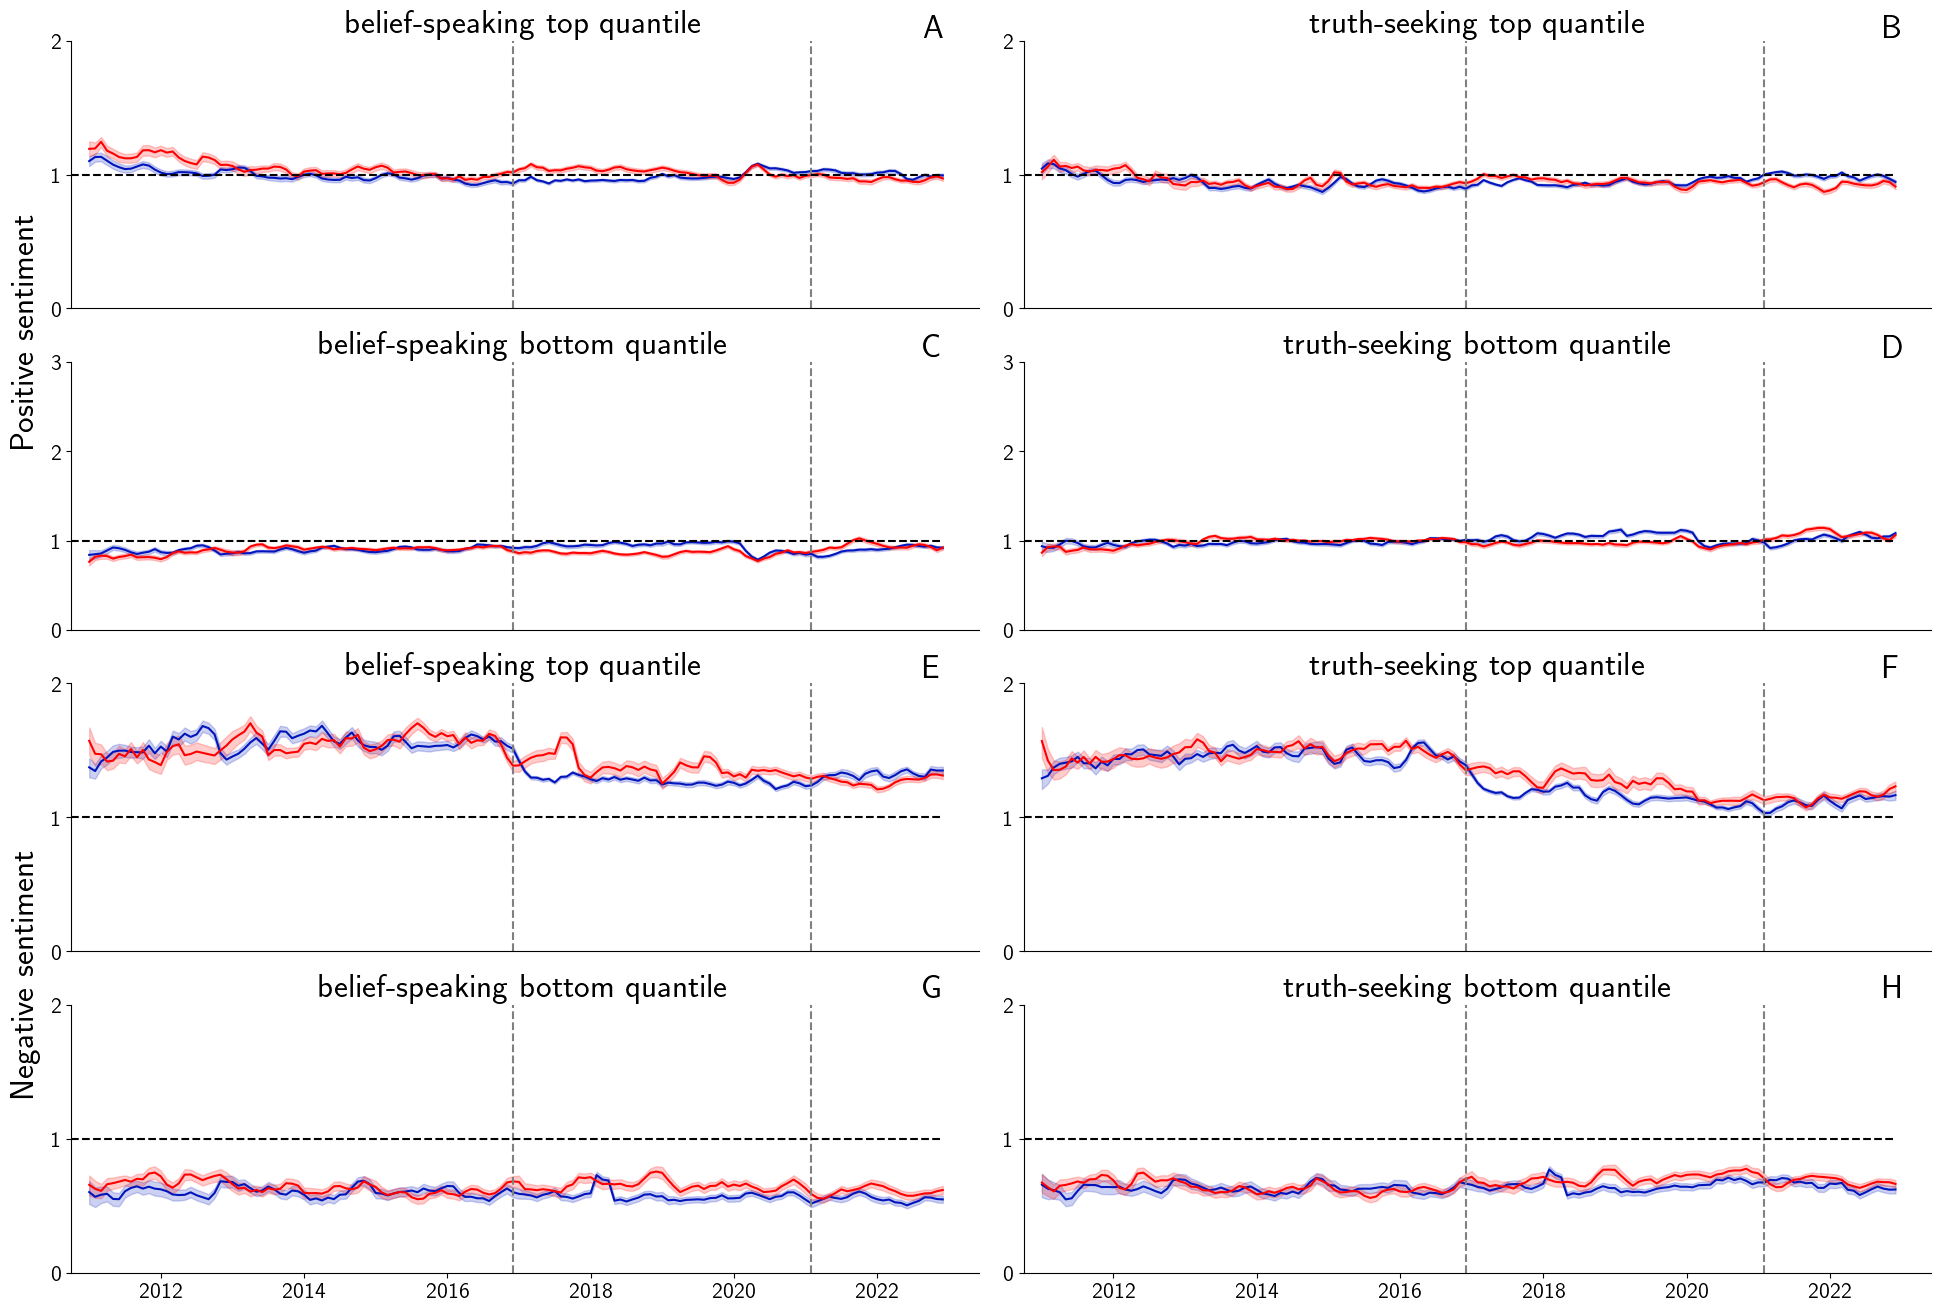 belief-speaking top quantile A
truth-seeking top quantile B
2
1
0
2
1
0
Positive sentiment
belief-speaking bottom quantile C
truth-seeking bottom quantile D
3
2
1
0
3
2
1
0
belief-speaking top quantile E
truth-seeking top quantile F
2
1
0
2
1
0
Negative sentiment
belief-speaking bottom quantile G
truth-seeking bottom quantile H
2
1
0
2
1
0
2012 2014 2016 2018 2020 2022
2012 2014 2016 2018 2020 2022